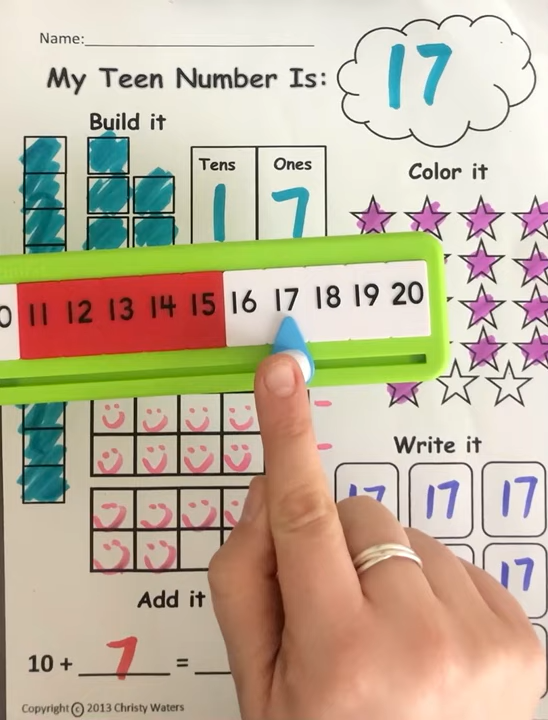 Name:
17
My Teen Number Is:
Build it
Tens Ones
1 7
Color it
0 11 12 13 14 15 16 17 18 19 20
Write it
17 17 17
17
Add it
10 + 7 =
Copyright © 2013 Christy Waters